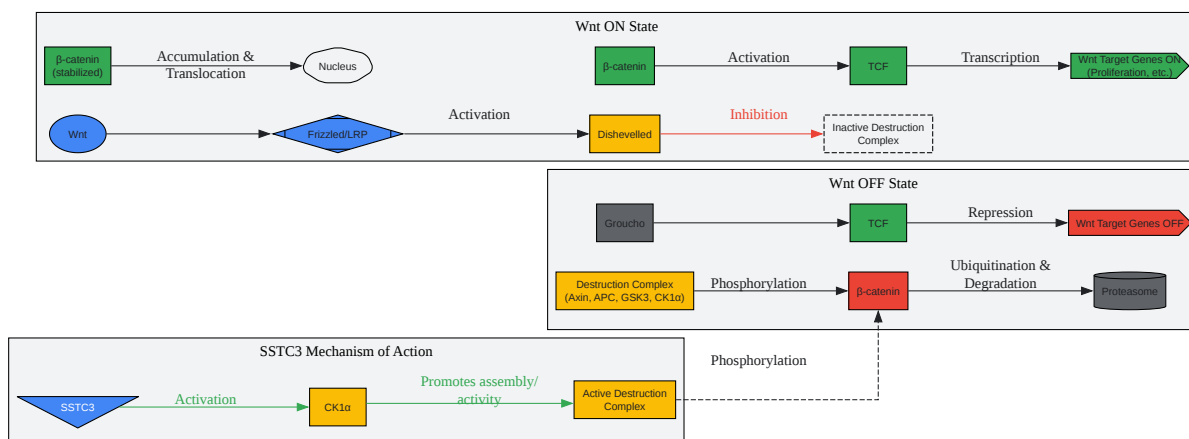 Wnt ON State
β-catenin
(stabilized)
Accumulation &
Translocation
Nucleus
β-catenin
Activation
TCF
Transcription
Wnt Target Genes ON
(Proliferation, etc.)
Wnt
Frizzled/LRP
Activation
Dishevelled
Inhibition
Inactive Destruction
Complex
Wnt OFF State
Groucho
TCF
Repression
Wnt Target Genes OFF
Destruction Complex
(Axin, APC, GSK3, CK1α)
Phosphorylation
β-catenin
Ubiquitination &
Degradation
Proteasome
SSTC3 Mechanism of Action
SSTC3
Activation
CK1α
Promotes assembly/
activity
Active Destruction
Complex
Phosphorylation